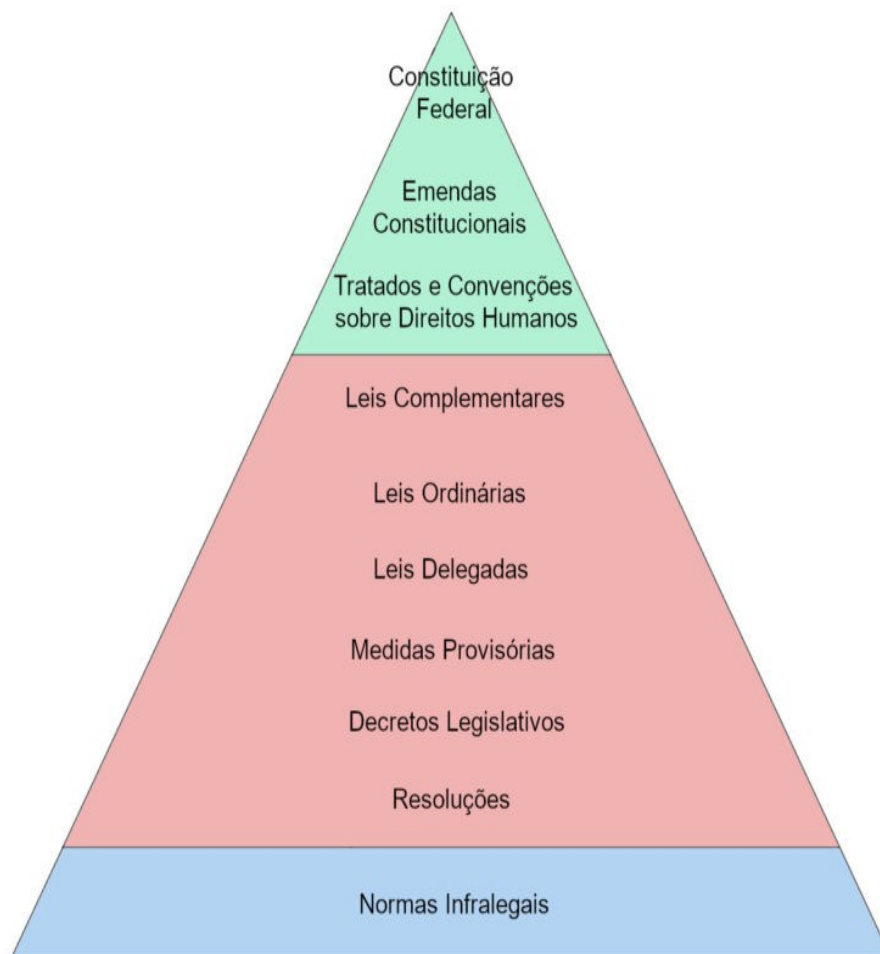 Constituição
Federal
Emendas
Constitucionais
Tratados e Convenções
sobre Direitos Humanos
Leis Complementares
Leis Ordinárias
Leis Delegadas
Medidas Provisórias
Decretos Legislativos
Resoluções
Normas Infralegais